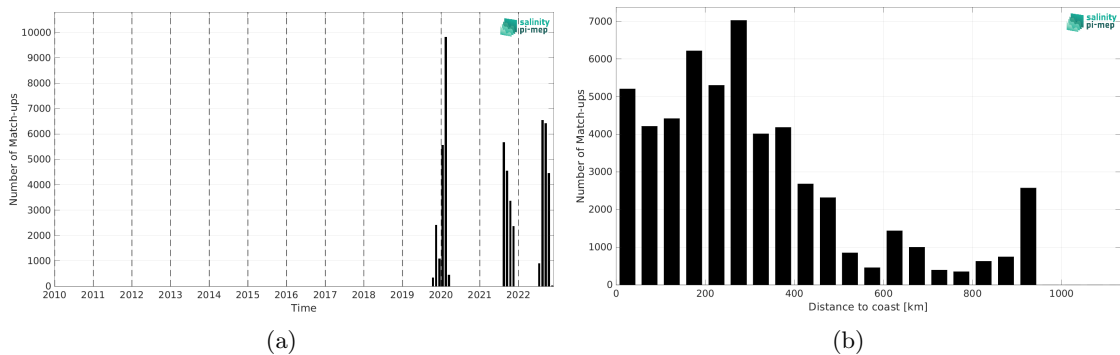 salinity
pi-mep
10000
9000
8000
7000
6000
5000
4000
3000
2000
1000
0
Number of Match-ups
2010 2011 2012 2013 2014 2015 2016 2017 2018 2019 2020 2021 2022
Time
(a)
salinity
pi-mep
7000
6000
5000
4000
3000
2000
1000
0
Number of Match-ups
0 200 400 600 800 1000
Distance to coast [km]
(b)